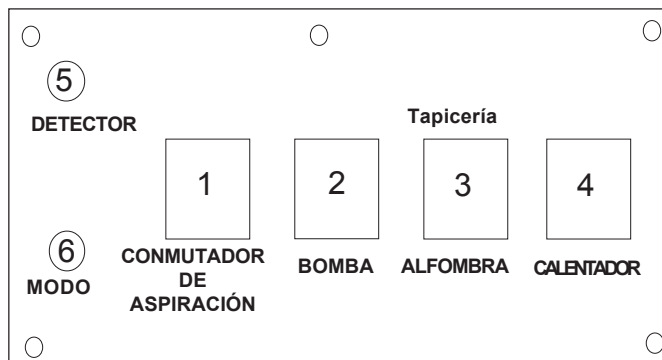 5
DETECTOR
Tapicería
1
2
3
4
6
MODO
CONMUTADOR
DE
ASPIRACIÓN
BOMBA
ALFOMBRA
CALENTADOR